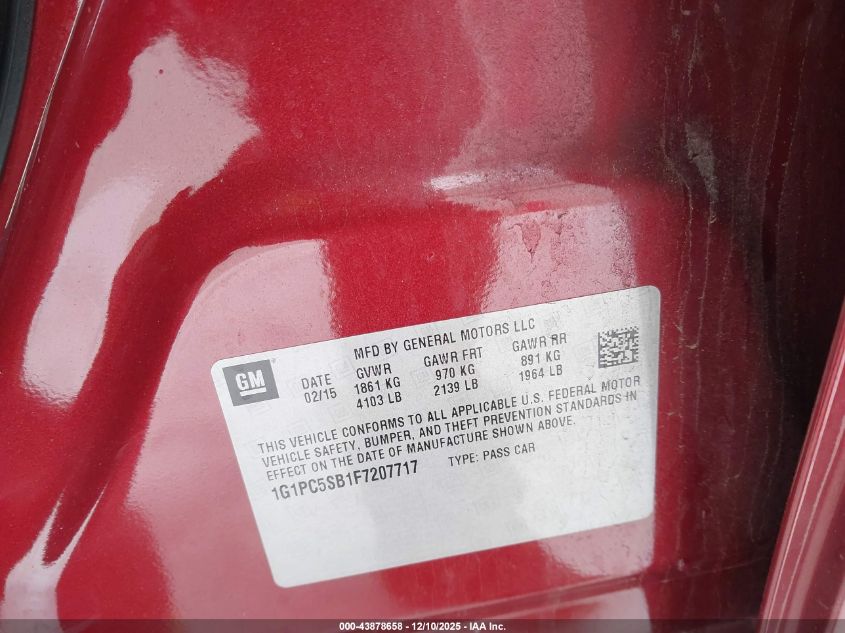 MFD BY GENERAL MOTORS LLC
GM
DATE GVWR GAWR FRT GAWR RR
02/15 1861 KG 970 KG 891 KG
4103 LB 2139 LB 1964 LB
THIS VEHICLE CONFORMS TO ALL APPLICABLE U.S. FEDERAL MOTOR
VEHICLE SAFETY, BUMPER, AND THEFT PREVENTION STANDARDS IN
EFFECT ON THE DATE OF MANUFACTURE SHOWN ABOVE.
1G1PC5SB1F7207717 TYPE: PASS CAR
000-43878658 - 12/10/2025 - IAA Inc.